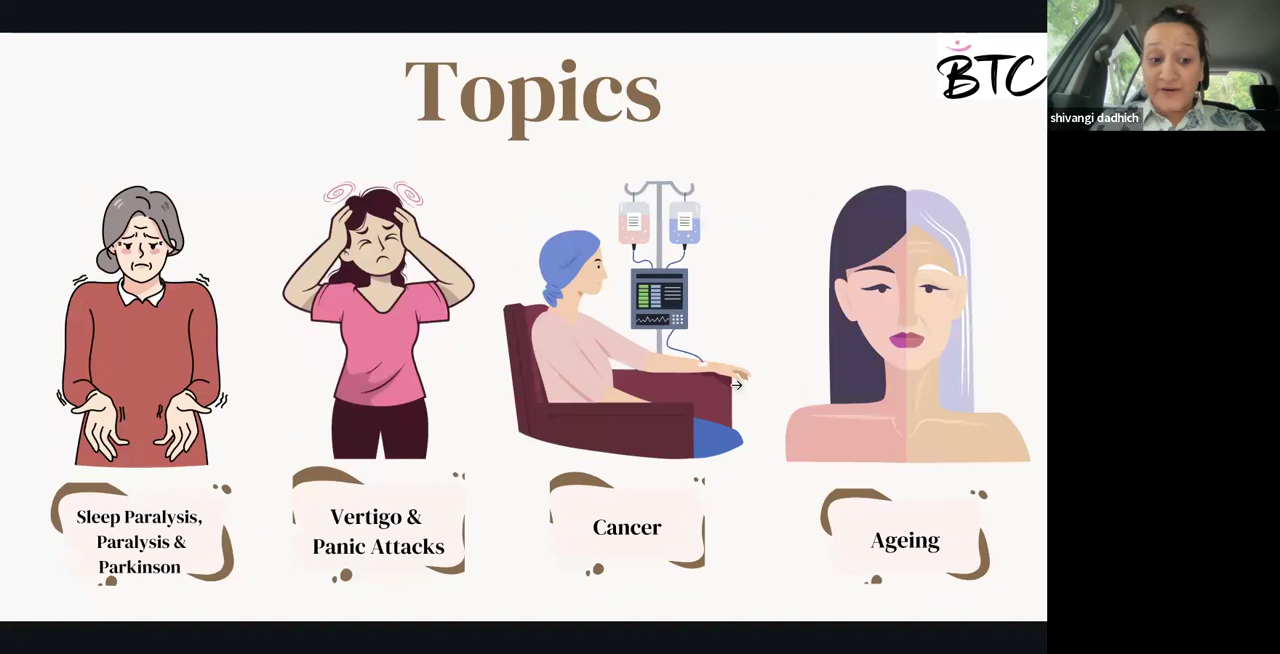 Topics
BTC
shivangi dadhich
Sleep Paralysis,
Paralysis &
Parkinson
Vertigo &
Panic Attacks
Cancer
Ageing